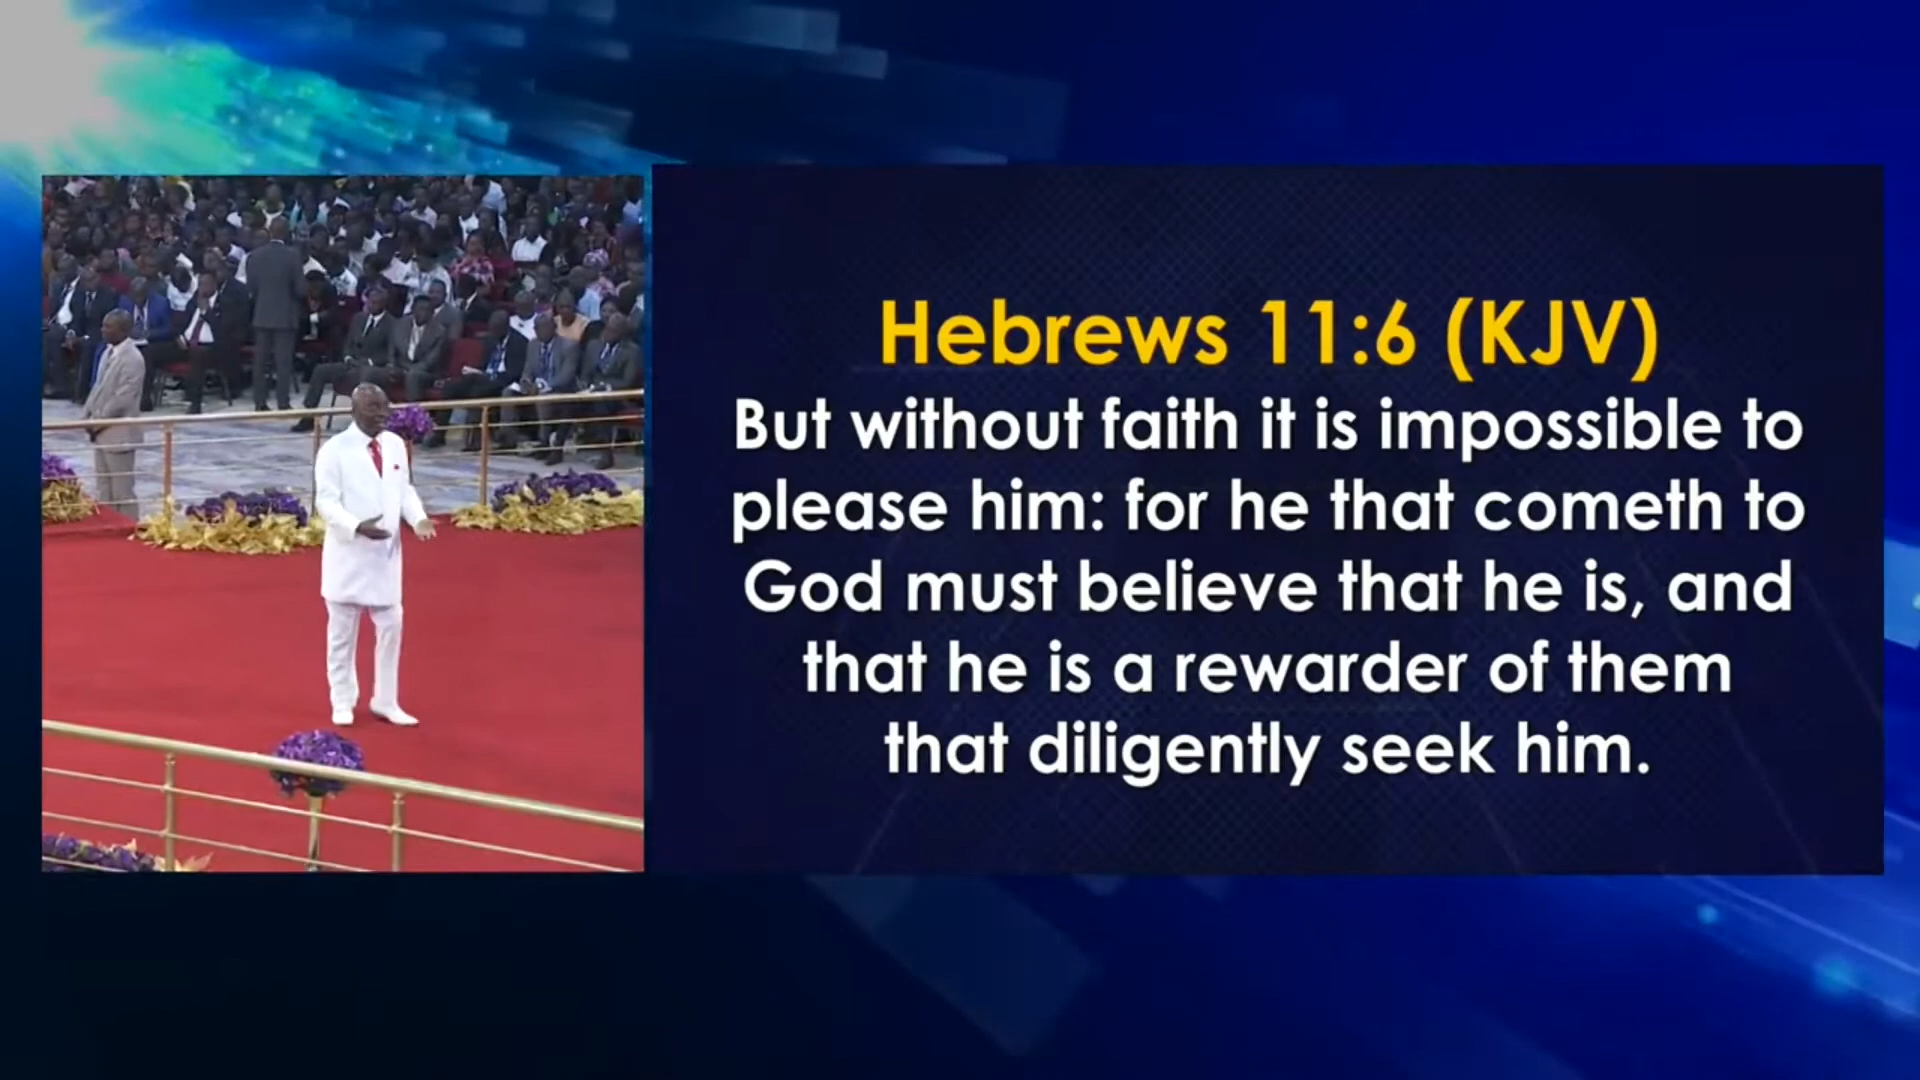 Hebrews 11:6 (KJV)
But without faith it is impossible to
please him: for he that cometh to
God must believe that he is, and
that he is a rewarder of them
that diligently seek him.